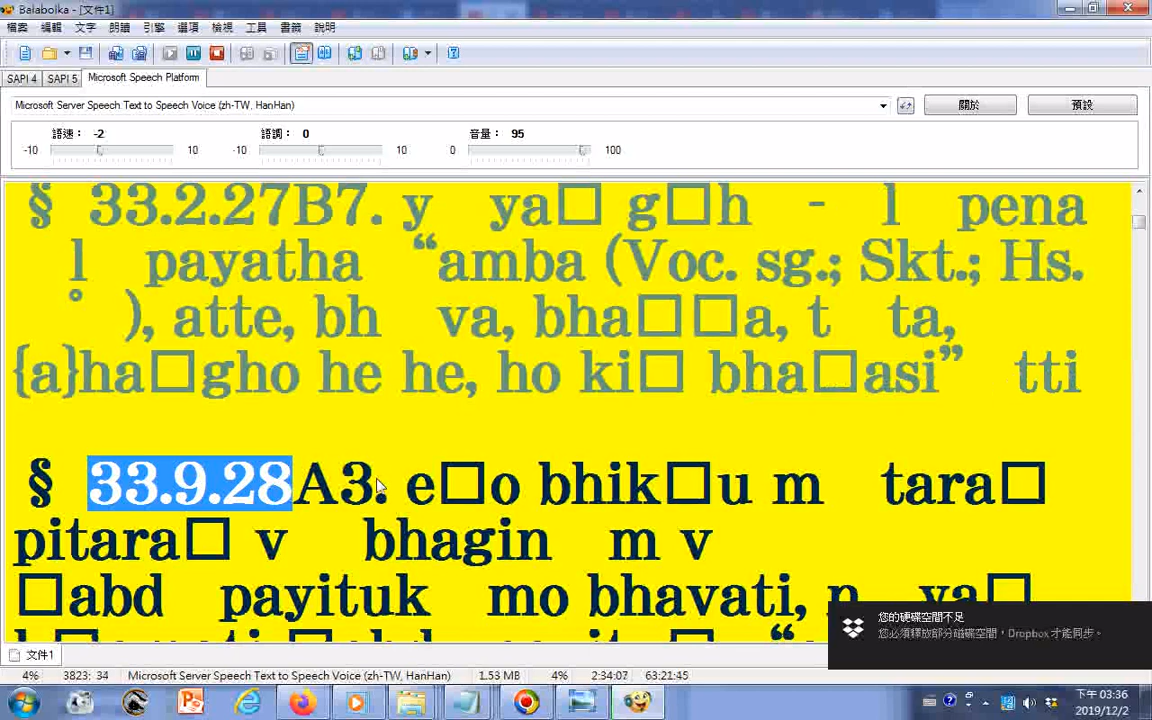 Balabolka - [文件1]
檔案 編輯 文字 朗讀 引擎 選項 檢視 工具 書籤 說明
SAPI 4 SAPI 5 Microsoft Speech Platform
Microsoft Server Speech Text to Speech Voice (zh-TW, HanHan)
關於 預設
語速： -2 語調： 0 音量： 95
-10 10 -10 10 0 100
§ 33.2.27B7. y ya□ g□h - l pena
l payatha “amba (Voc. sg.; Skt.; Hs.
° ), atte, bh va, bha□□a, t ta,
{a}ha□gho he he, ho ki□ bha□asi” tti
§ 33.9.28A3. e□o bhik□u m tara□
pitara□ v bhagin m v
□abd payituk mo bhavati, n ya□
您的硬碟空間不足
您必須釋放部分磁碟空間，Dropbox 才能同步。
文件1
4% 3823: 34 Microsoft Server Speech Text to Speech Voice (zh-TW, HanHan) 1.53 MB 4% 2:34:07 63:21:45
下午 03:36
2019/12/2